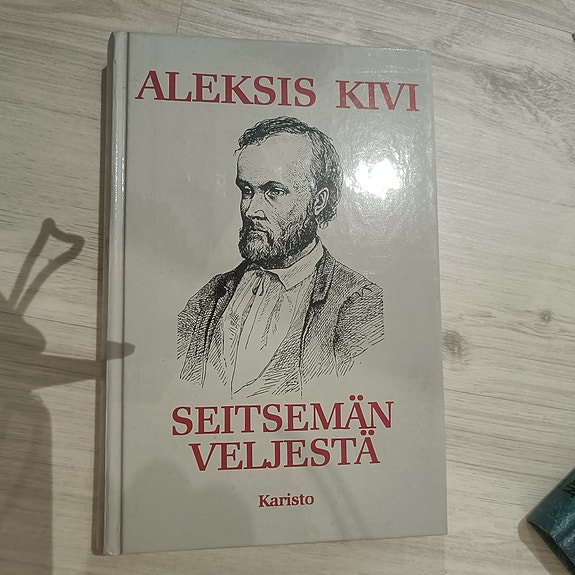 ALEKSIS KIVI
SEITSEMÄN
VELJESTÄ
Karisto